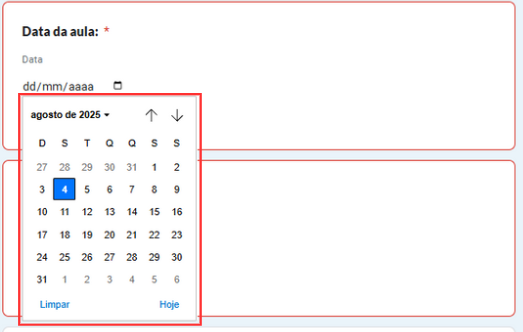 Data da aula: *
Data
dd/mm/aaaa
agosto de 2025
D S T Q Q S S
27 28 29 30 31 1 2
3 4 5 6 7 8 9
10 11 12 13 14 15 16
17 18 19 20 21 22 23
24 25 26 27 28 29 30
31 1 2 3 4 5 6
Limpar Hoje